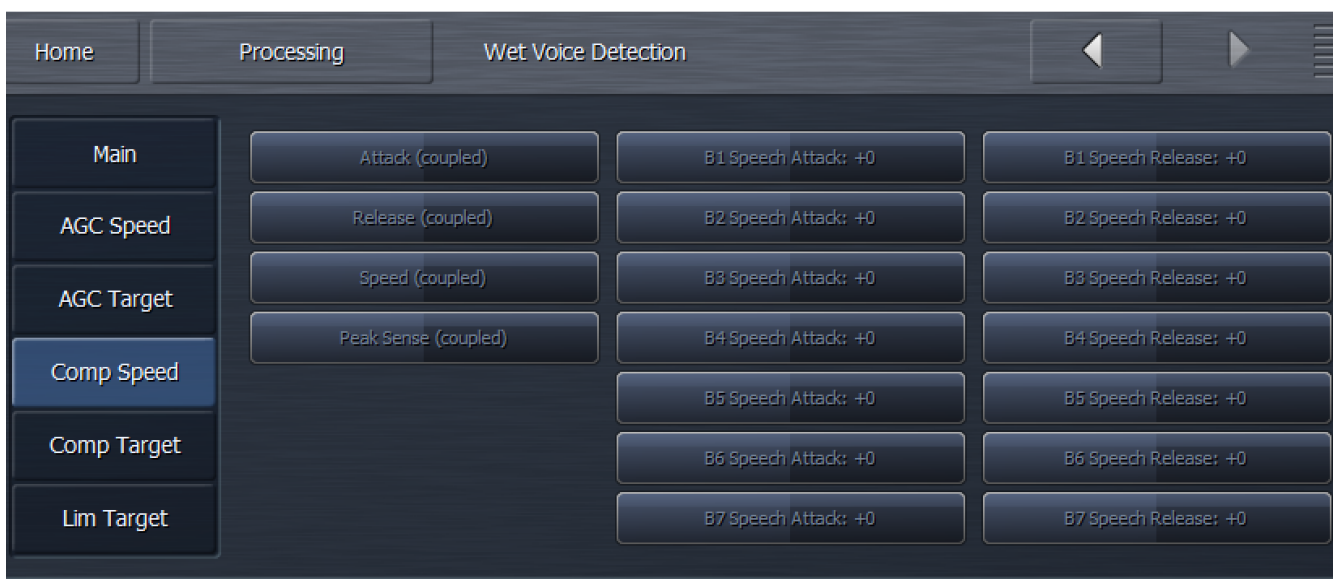 Home
Processing
Wet Voice Detection
Main
AGC Speed
AGC Target
Comp Speed
Comp Target
Lim Target
Attack (coupled)
Release (coupled)
Speed (coupled)
Peak Sense (coupled)
B1 Speech Attack: +0
B2 Speech Attack: +0
B3 Speech Attack: +0
B4 Speech Attack: +0
B5 Speech Attack: +0
B6 Speech Attack: +0
B7 Speech Attack: +0
B1 Speech Release: +0
B2 Speech Release: +0
B3 Speech Release: +0
B4 Speech Release: +0
B5 Speech Release: +0
B6 Speech Release: +0
B7 Speech Release: +0